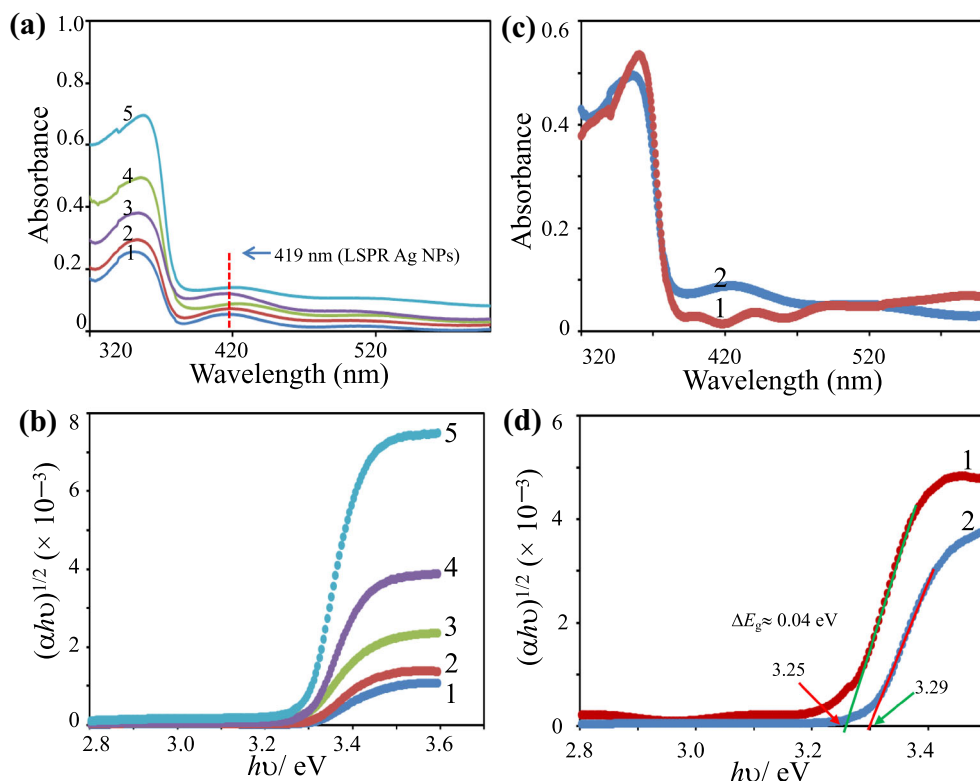 (a)
Absorbance
1.0
0.8
0.6
0.4
0.2
0
5
4
3
2
1
419 nm (LSPR Ag NPs)
320 420 520
Wavelength (nm)
(c)
Absorbance
0.6
0.4
0.2
0
2
1
320 420 520 620
Wavelength (nm)
(b)
(αhυ)^1/2 (× 10^−3)
8
6
4
2
0
5
4
3
2
1
2.8 3.0 3.2 3.4 3.6
hυ/ eV
(d)
(αhυ)^1/2 (× 10^−3)
6
4
2
0
1
2
ΔEg≈ 0.04 eV
3.25
3.29
2.8 3.0 3.2 3.4
hυ/ eV